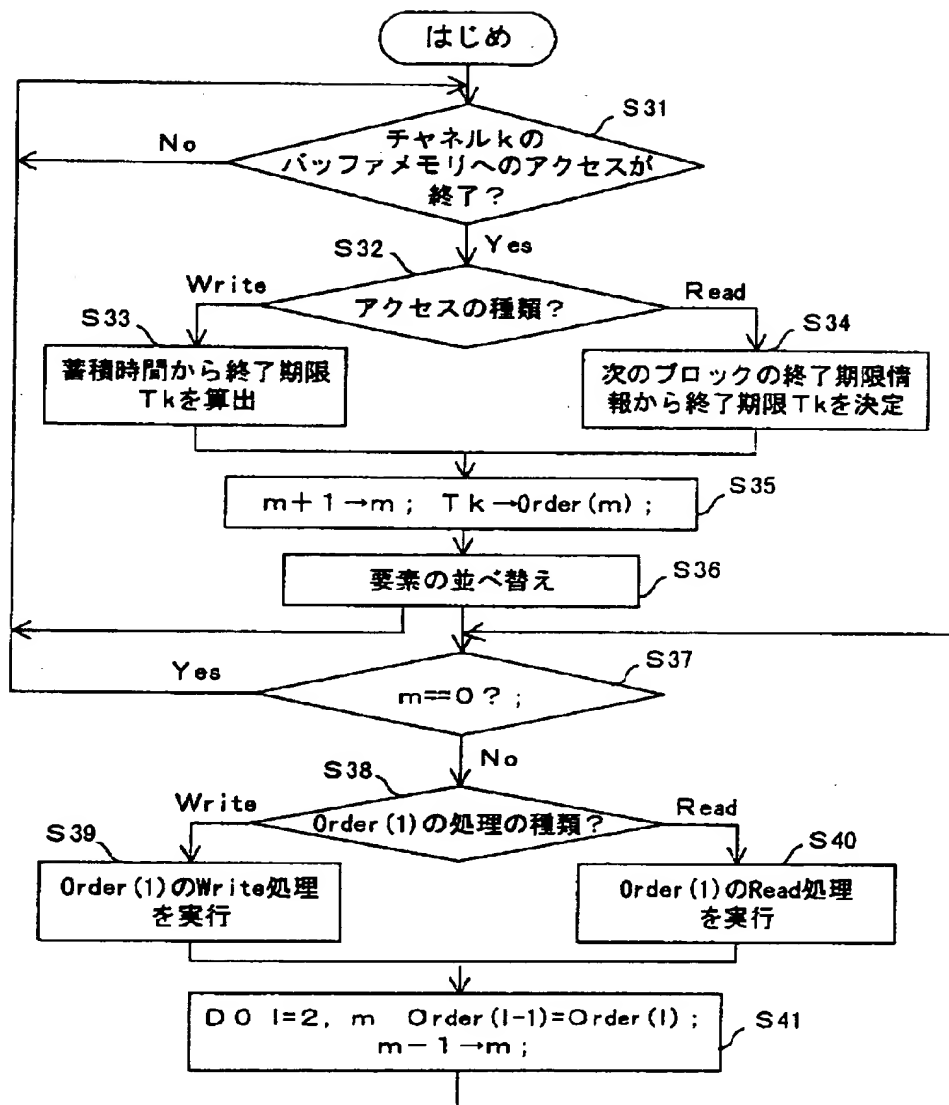 はじめ
S31
No
チャネルkの
バッファメモリへのアクセスが
終了?
Yes
S32
Write
アクセスの種類?
Read
S33
S34
蓄積時間から終了期限
Tkを算出
次のブロックの終了期限情
報から終了期限Tkを決定
m+1→m; Tk→Order(m);
S35
要素の並べ替え
S36
S37
Yes
m==0?;
No
S38
Write
Order(1)の処理の種類?
Read
S39
S40
Order(1)のWrite処理
を実行
Order(1)のRead処理
を実行
DO l=2, m Order(l-1)=Order(l);
m-1→m;
S41